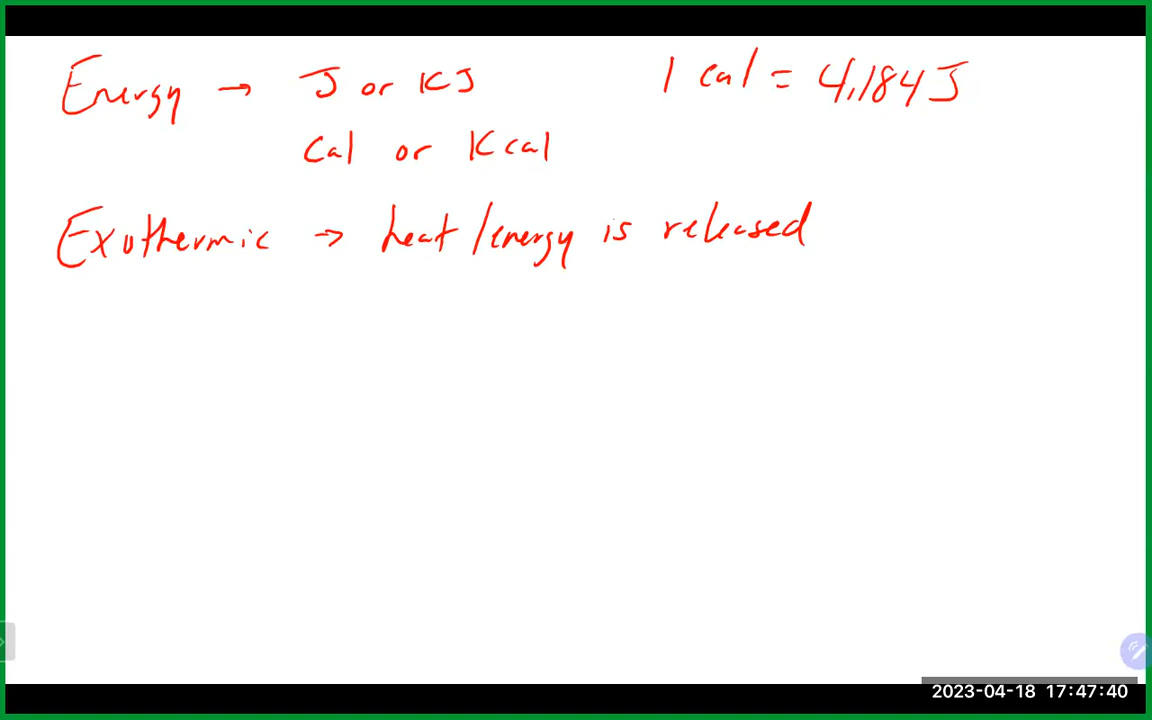 Energy → J or KJ 1 cal = 4.184J
Cal or Kcal
Exothermic → heat/energy is released
2023-04-18 17:47:40